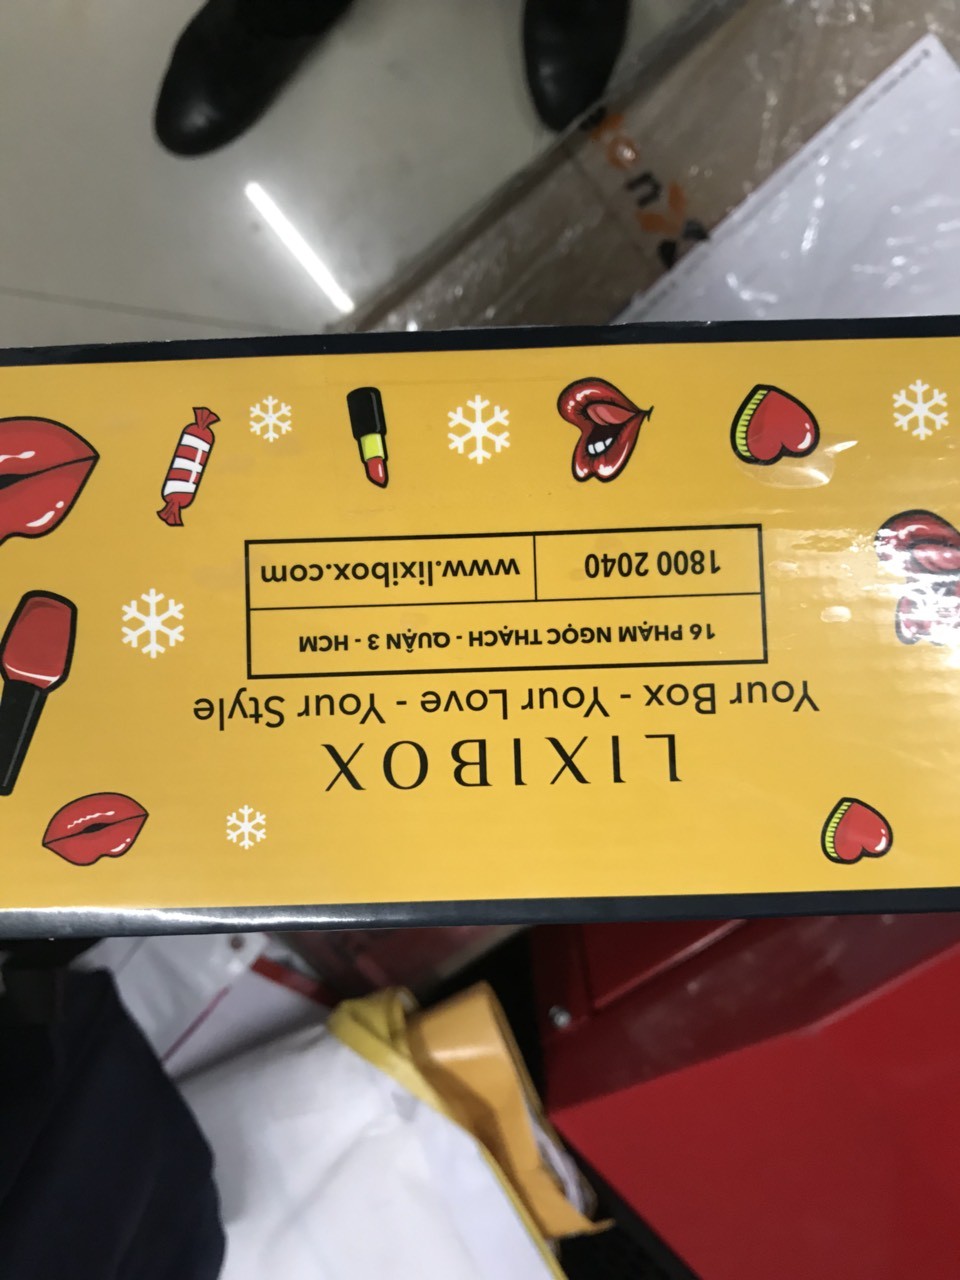 LIXIBOX
Your Box - Your Love - Your Style
16 PHẠM NGỌC THẠCH - QUẬN 3 - HCM
1800 2040
www.lixibox.com